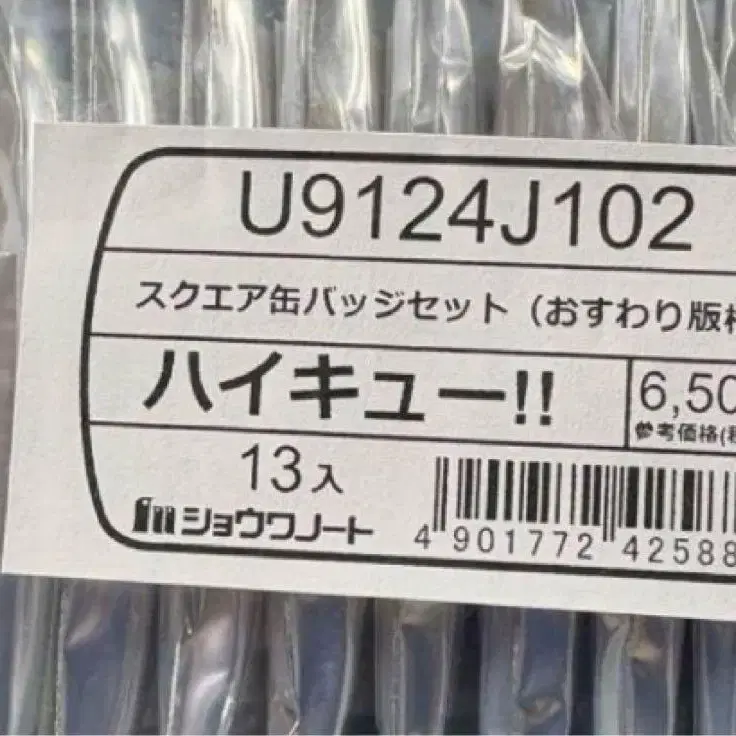 U9124J102
スクエア缶バッジセット（おすわり版
ハイキュー!!
6,50
参考価格(
13入
ショウワノート
4 901772 42588